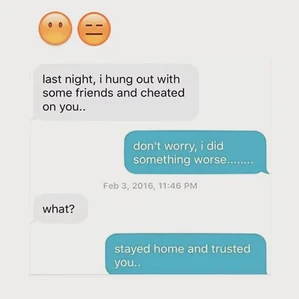 last night, i hung out with
some friends and cheated
on you..
don't worry, i did
something worse........
Feb 3, 2016, 11:46 PM
what?
stayed home and trusted
you..